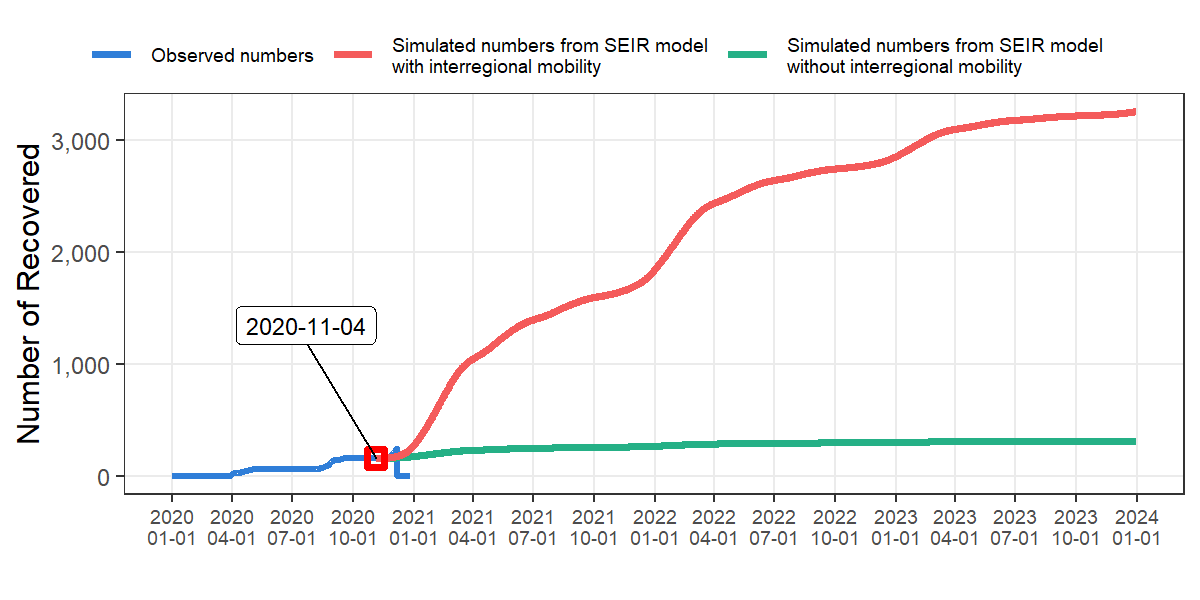 Observed numbers
Simulated numbers from SEIR model
with interregional mobility
Simulated numbers from SEIR model
without interregional mobility
Number of Recovered
3,000
2,000
1,000
0
2020-11-04
2020 2020 2020 2020 2021 2021 2021 2021 2022 2022 2022 2022 2023 2023 2023 2023 2024
01-01 04-01 07-01 10-01 01-01 04-01 07-01 10-01 01-01 04-01 07-01 10-01 01-01 04-01 07-01 10-01 01-01